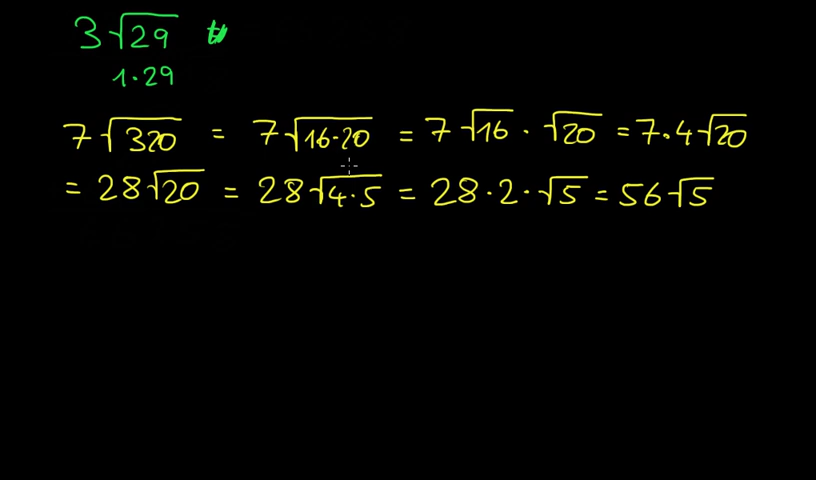 3√29
1·29
7√320 = 7√16·20 = 7√16 · √20 = 7·4√20
= 28√20 = 28√4·5 = 28·2·√5 = 56√5